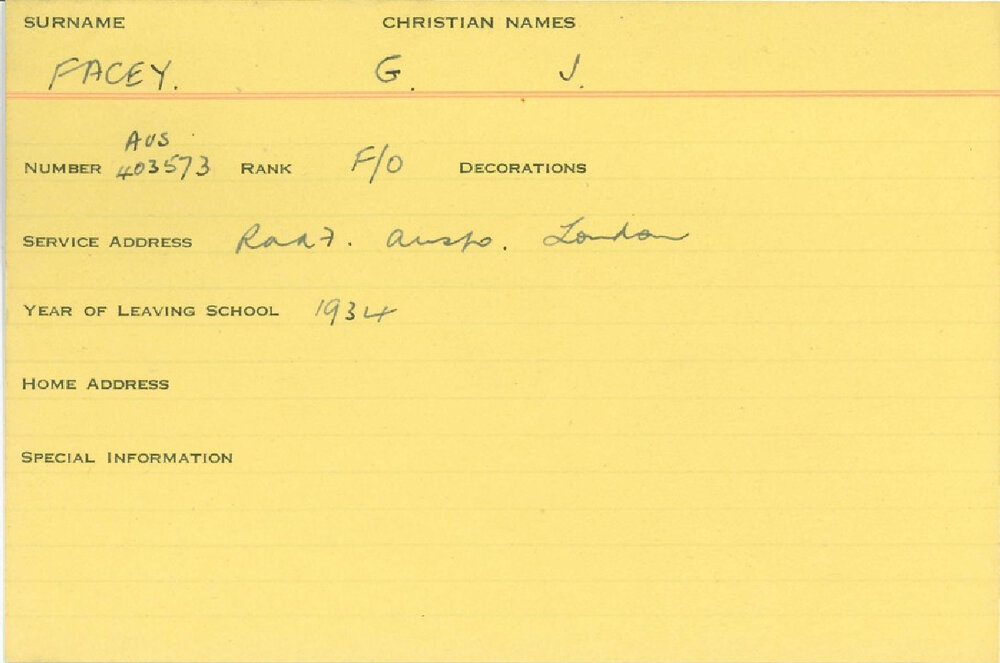 SURNAME CHRISTIAN NAMES
FACEY. G. J.
AUS
NUMBER 403573 RANK F/O DECORATIONS
SERVICE ADDRESS RAAF. Auspo. London
YEAR OF LEAVING SCHOOL 1934
HOME ADDRESS
SPECIAL INFORMATION